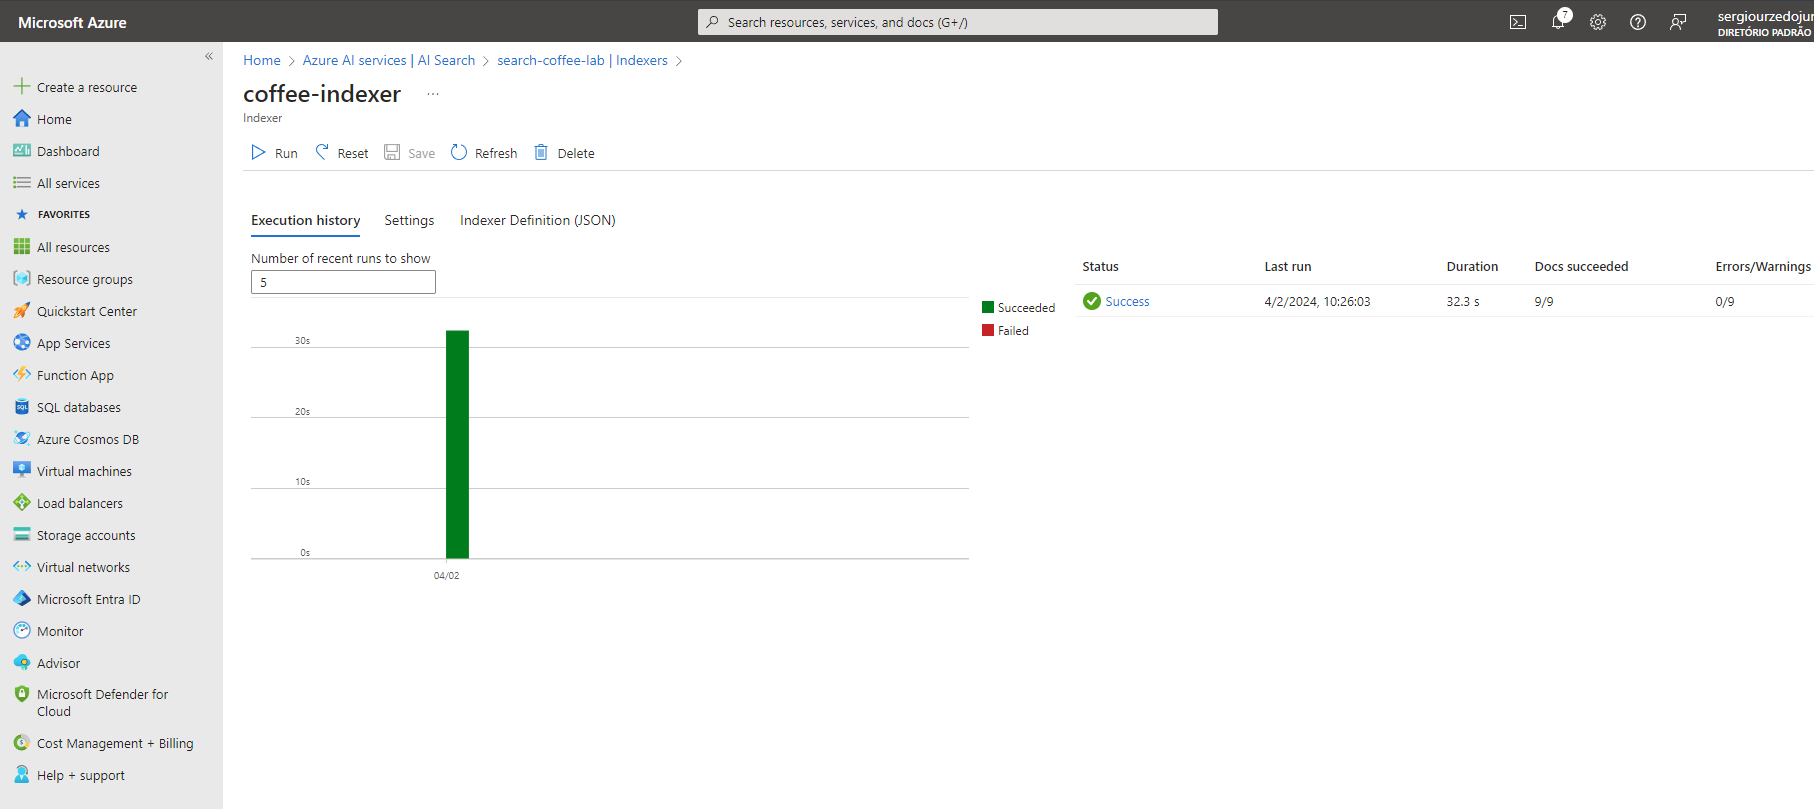 Microsoft Azure
Search resources, services, and docs (G+/)
7
sergiourzedojur
DIRETÓRIO PADRÃO
«
Create a resource
Home
Dashboard
All services
FAVORITES
All resources
Resource groups
Quickstart Center
App Services
Function App
SQL databases
Azure Cosmos DB
Virtual machines
Load balancers
Storage accounts
Virtual networks
Microsoft Entra ID
Monitor
Advisor
Microsoft Defender for
Cloud
Cost Management + Billing
Help + support
Home > Azure AI services | AI Search > search-coffee-lab | Indexers >
coffee-indexer ...
Indexer
Run Reset Save Refresh Delete
Execution history Settings Indexer Definition (JSON)
Number of recent runs to show
5
30s
20s
10s
0s
04/02
Succeeded
Failed
Status Last run Duration Docs succeeded Errors/Warnings
Success 4/2/2024, 10:26:03 32.3 s 9/9 0/9